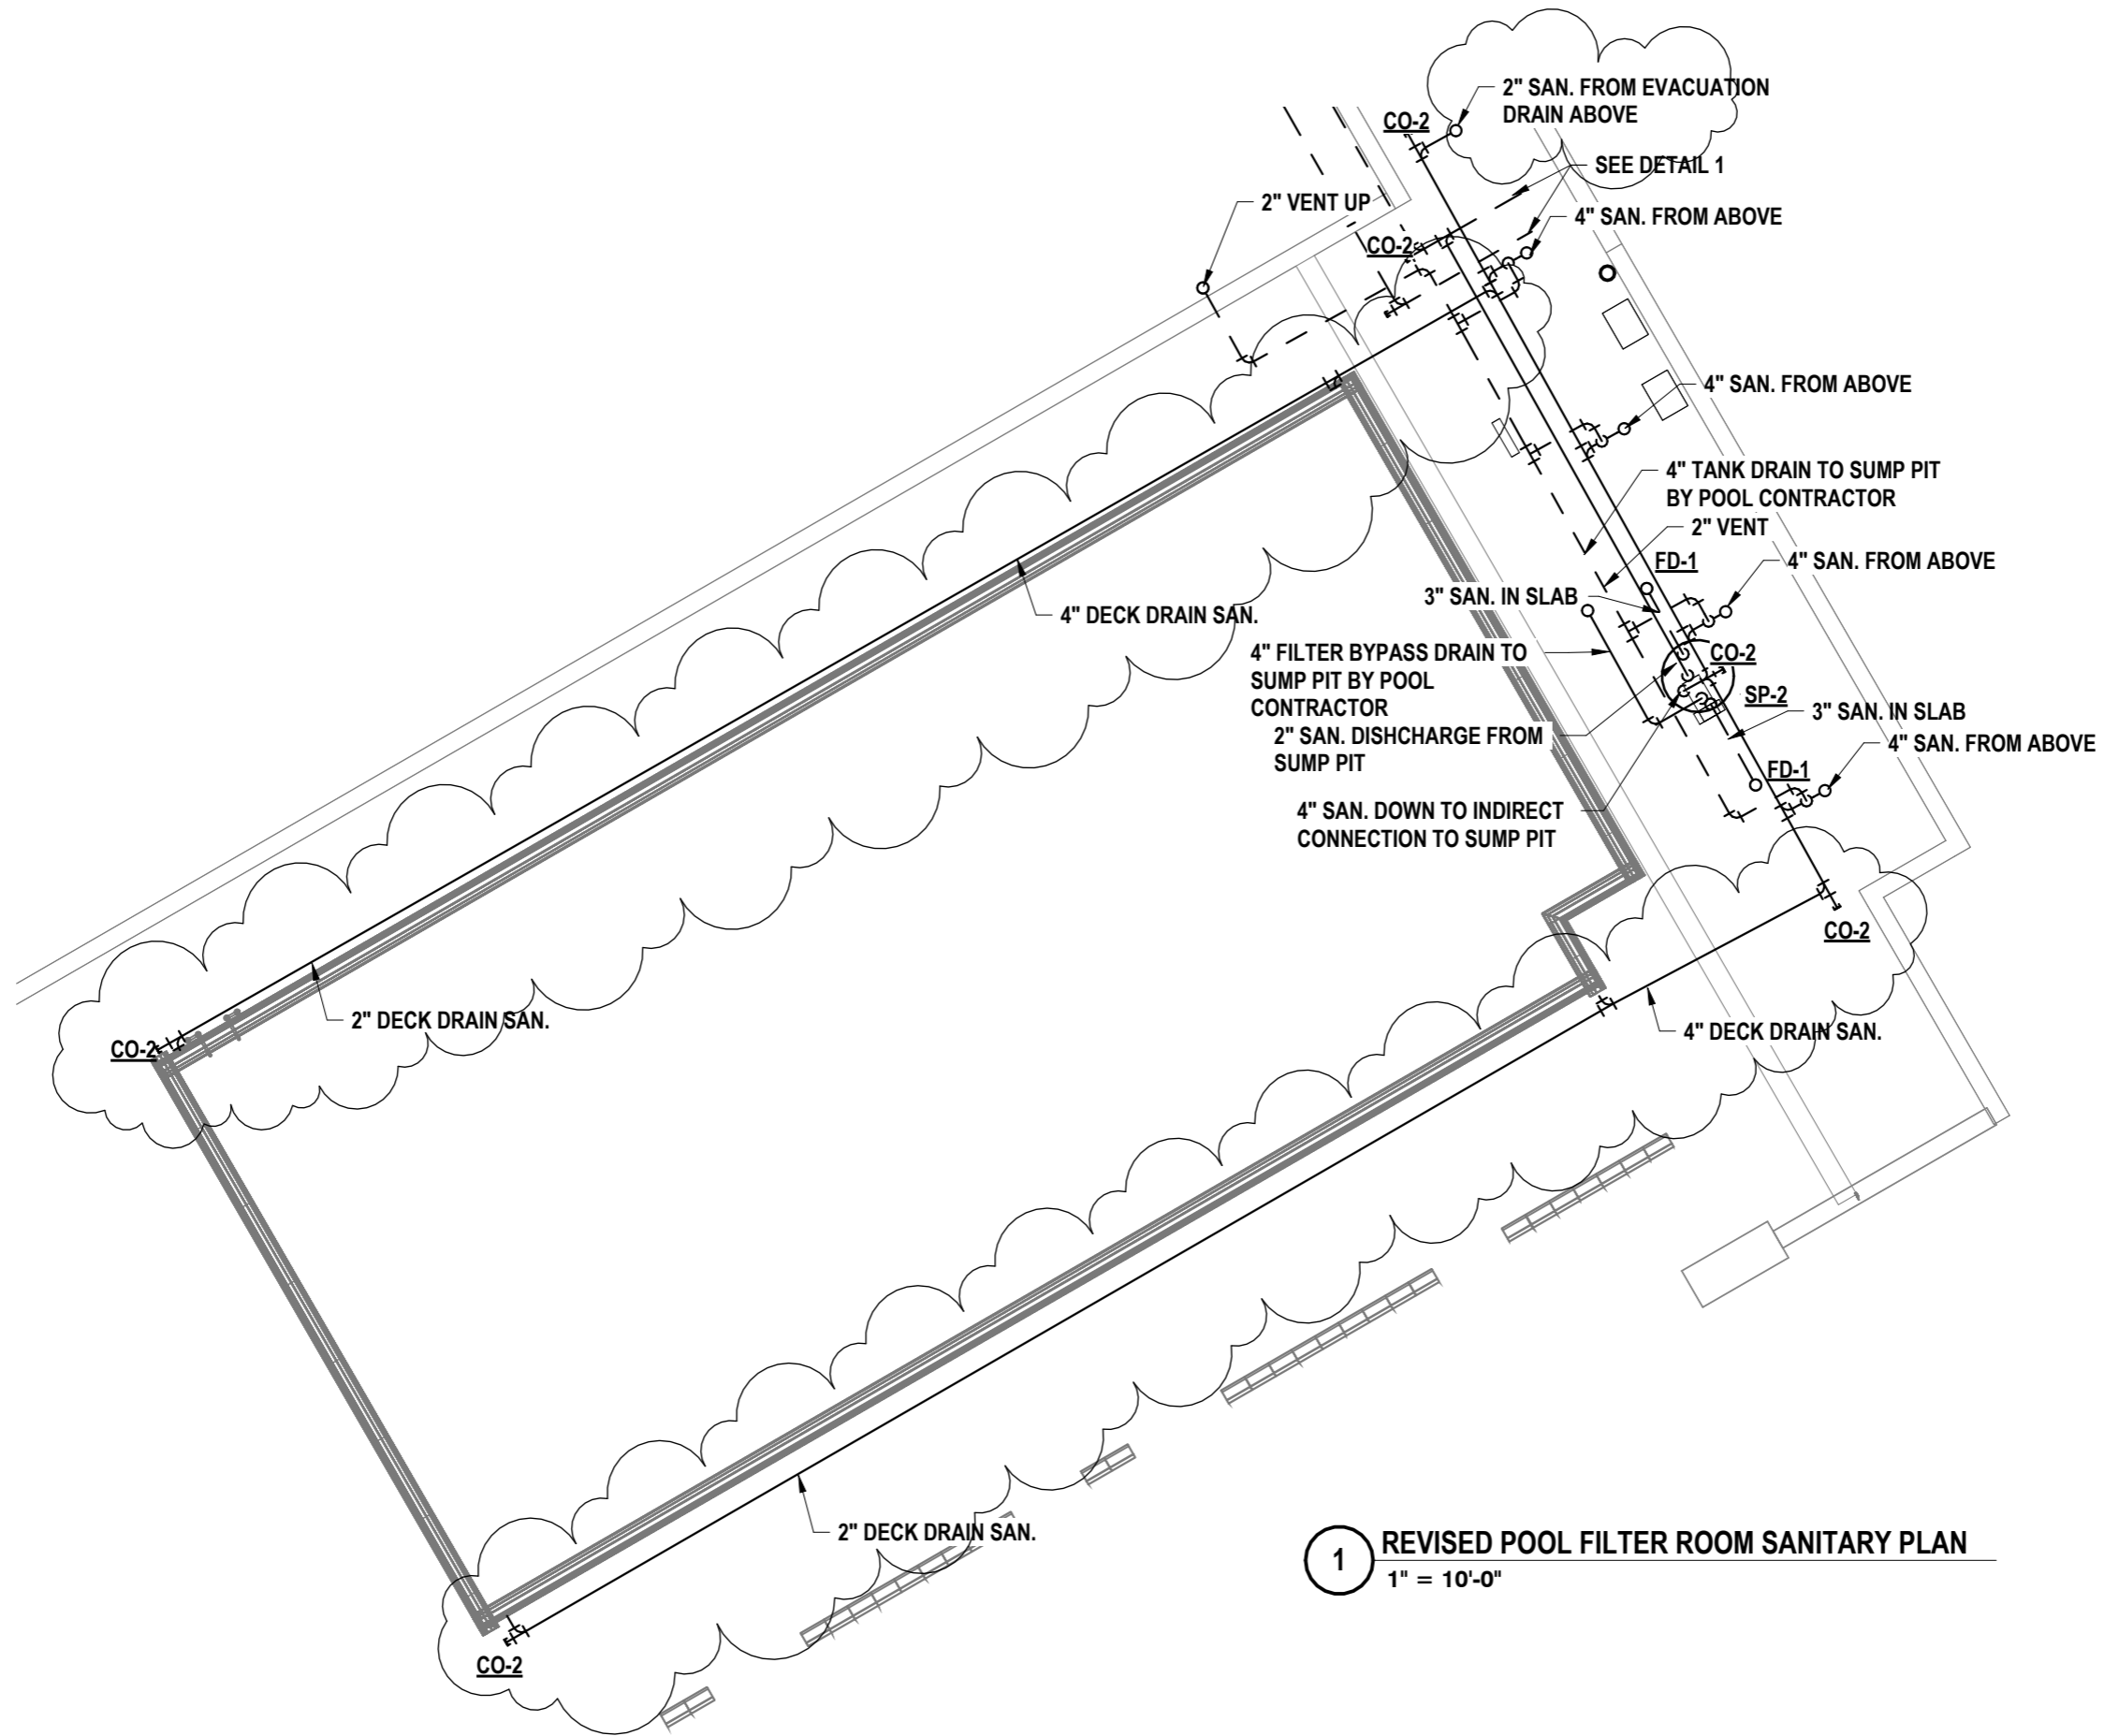 2" SAN. FROM EVACUATION
DRAIN ABOVE
CO-2
SEE DETAIL 1
2" VENT UP
4" SAN. FROM ABOVE
CO-2
4" SAN. FROM ABOVE
4" TANK DRAIN TO SUMP PIT
BY POOL CONTRACTOR
2" VENT
FD-1
4" SAN. FROM ABOVE
3" SAN. IN SLAB
4" DECK DRAIN SAN.
4" FILTER BYPASS DRAIN TO
SUMP PIT BY POOL
CONTRACTOR
CO-2
SP-2
3" SAN. IN SLAB
2" SAN. DISHCHARGE FROM
SUMP PIT
4" SAN. FROM ABOVE
FD-1
4" SAN. DOWN TO INDIRECT
CONNECTION TO SUMP PIT
CO-2
2" DECK DRAIN SAN.
4" DECK DRAIN SAN.
CO-2
2" DECK DRAIN SAN.
CO-2
1
REVISED POOL FILTER ROOM SANITARY PLAN
1" = 10'-0"